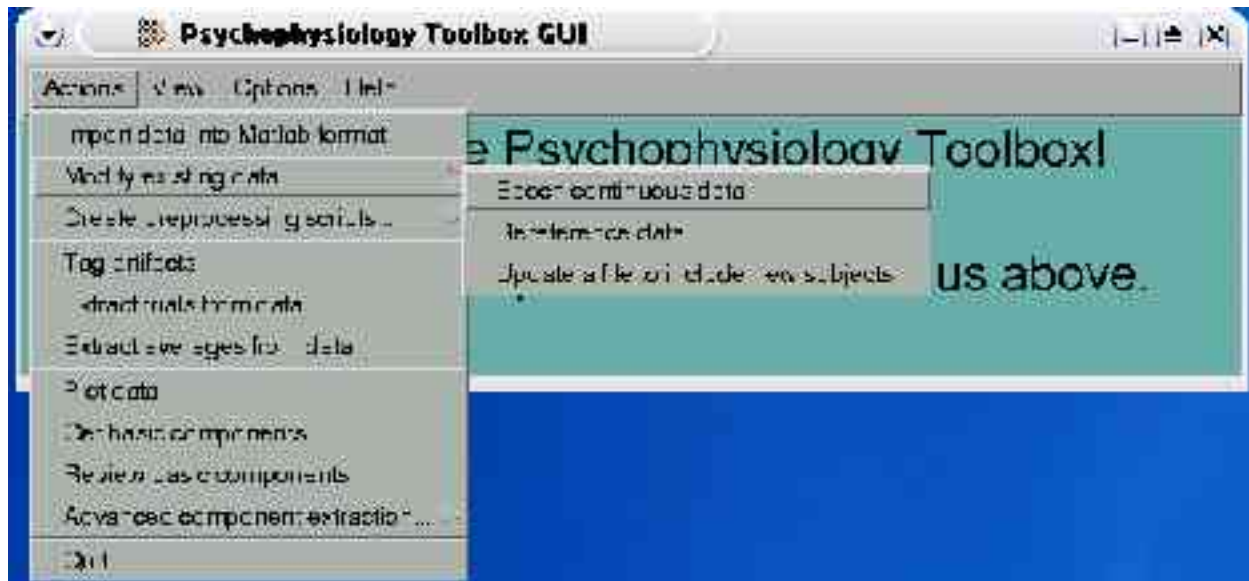 Psychophysiology Toolbox GUI
Actions View Options Help
Import data into Matlab format
e Psychophysiology Toolbox!
Modify existing data
Epoch continuous data
Create preprocessing scripts...
Rereference data
Tag artifacts
Update a file to include new subjects
us above.
Extract trials from data
Extract averages from data
Plot data
Get basic components
Review basic components
Advanced component extraction...
Quit